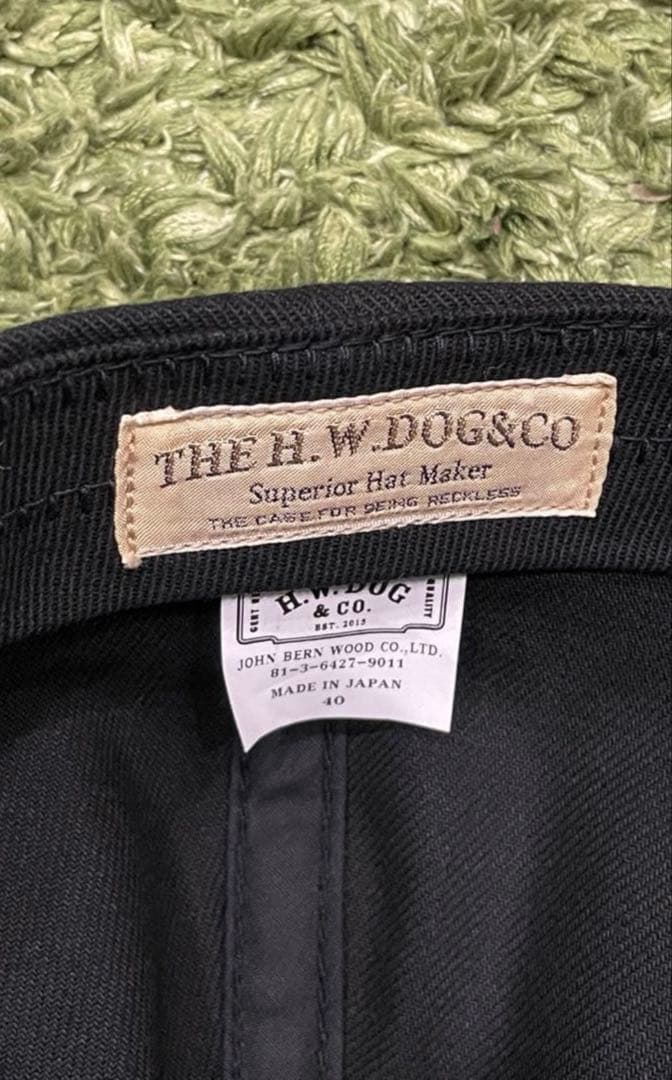 THE H.W.DOG&CO
Superior Hat Maker
THE CASE FOR BEING RECKLESS
H.W.DOG
& CO.
EST. 2015
JOHN BERN WOOD CO.,LTD.
81-3-6427-9011
MADE IN JAPAN
40